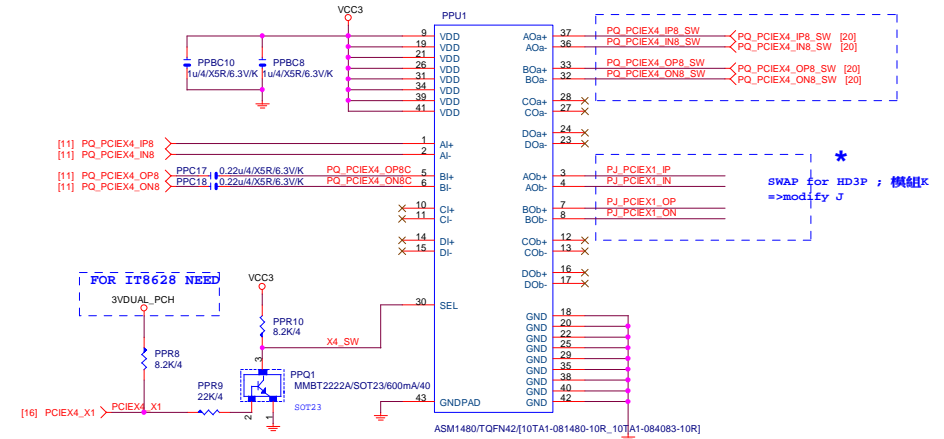 VCC3
PPU1
PPBC10
1u/4/X5R/6.3V/K
PPBC8
1u/4/X5R/6.3V/K
9 VDD
19 VDD
21 VDD
26 VDD
31 VDD
34 VDD
39 VDD
41 VDD
AOa+ 37 PQ_PCIEX4_IP8_SW PQ_PCIEX4_IP8_SW [20]
AOa- 36 PQ_PCIEX4_IN8_SW PQ_PCIEX4_IN8_SW [20]
BOa+ 33 PQ_PCIEX4_OP8_SW PQ_PCIEX4_OP8_SW [20]
BOa- 32 PQ_PCIEX4_ON8_SW PQ_PCIEX4_ON8_SW [20]
COa+ 28
COa- 27
DOa+ 24
DOa- 23
[11] PQ_PCIEX4_IP8 1 AI+
[11] PQ_PCIEX4_IN8 2 AI-
[11] PQ_PCIEX4_OP8 PPC17 0.22u/4/X5R/6.3V/K PQ_PCIEX4_OP8C 5 BI+
[11] PQ_PCIEX4_ON8 PPC18 0.22u/4/X5R/6.3V/K PQ_PCIEX4_ON8C 6 BI-
10 CI+
11 CI-
14 DI+
15 DI-
AOb+ 3 PJ_PCIEX1_IP
AOb- 4 PJ_PCIEX1_IN
BOb+ 7 PJ_PCIEX1_OP
BOb- 8 PJ_PCIEX1_ON
COb+ 12
COb- 13
DOb+ 16
DOb- 17
*
SWAP for HD3P ; 模組K
=>modify J
FOR IT8628 NEED
3VDUAL_PCH
VCC3
PPR8
8.2K/4
PPR10
8.2K/4
X4_SW
30 SEL
3
PPQ1
MMBT2222A/SOT23/600mA/40
SOT23
PPR9
22K/4
[16] PCIEX4_X1 PCIEX4_X1
2
1
43 GNDPAD
GND 18
GND 20
GND 22
GND 25
GND 29
GND 35
GND 38
GND 40
GND 42
ASM1480/TQFN42/[10TA1-081480-10R_10TA1-084083-10R]